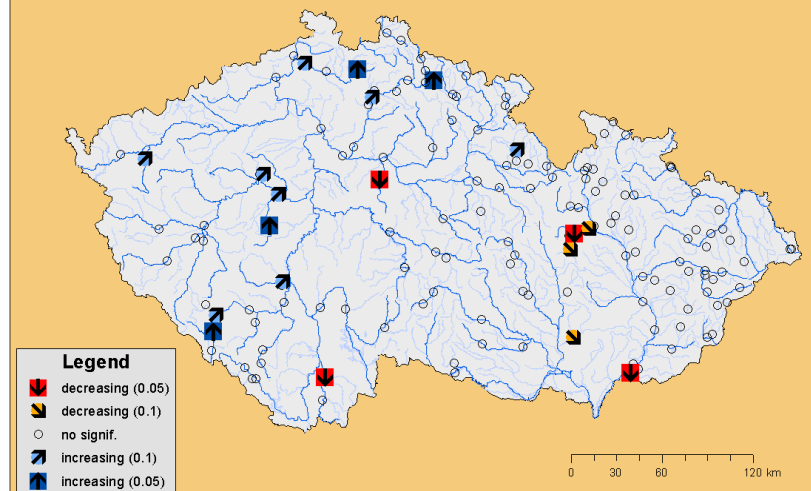 Legend
decreasing (0.05)
decreasing (0.1)
no signif.
increasing (0.1)
increasing (0.05)
0 30 60 120 km